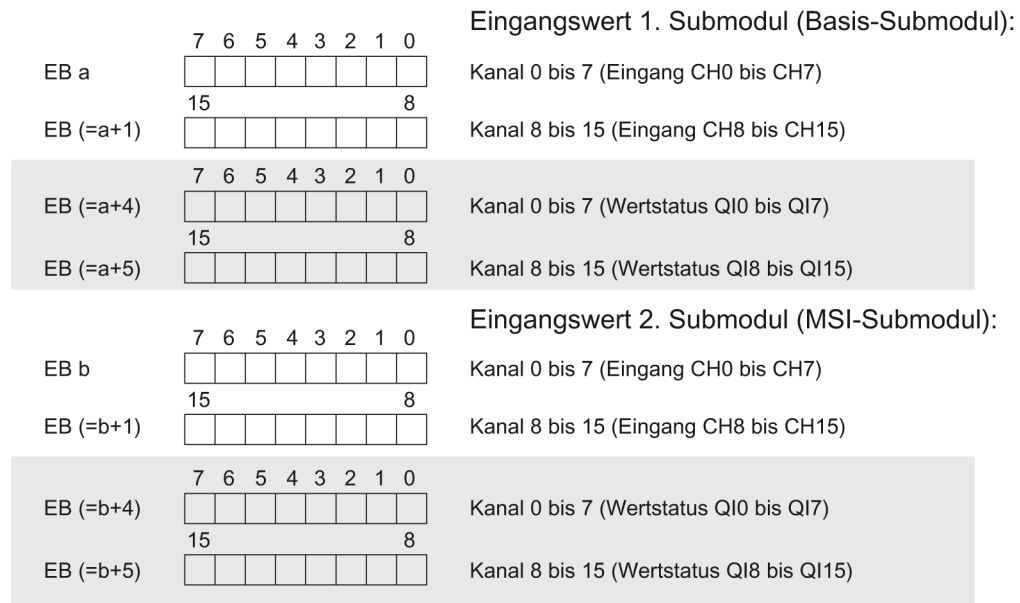 Eingangswert 1. Submodul (Basis-Submodul):
7 6 5 4 3 2 1 0
EB a Kanal 0 bis 7 (Eingang CH0 bis CH7)
15 8
EB (=a+1) Kanal 8 bis 15 (Eingang CH8 bis CH15)
7 6 5 4 3 2 1 0
EB (=a+4) Kanal 0 bis 7 (Wertstatus QI0 bis QI7)
15 8
EB (=a+5) Kanal 8 bis 15 (Wertstatus QI8 bis QI15)
Eingangswert 2. Submodul (MSI-Submodul):
7 6 5 4 3 2 1 0
EB b Kanal 0 bis 7 (Eingang CH0 bis CH7)
15 8
EB (=b+1) Kanal 8 bis 15 (Eingang CH8 bis CH15)
7 6 5 4 3 2 1 0
EB (=b+4) Kanal 0 bis 7 (Wertstatus QI0 bis QI7)
15 8
EB (=b+5) Kanal 8 bis 15 (Wertstatus QI8 bis QI15)